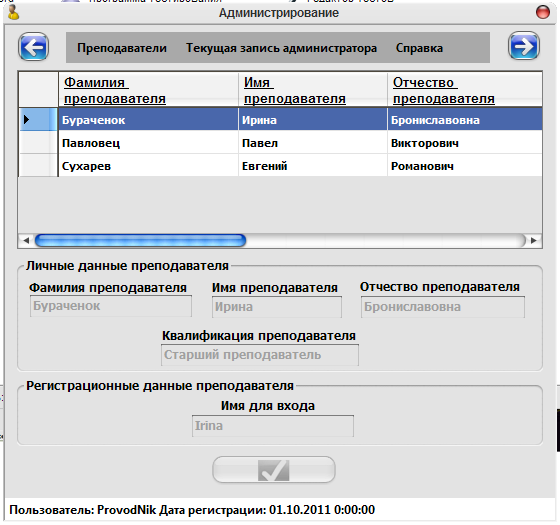 Администрирование
Преподаватели Текущая запись администратора Справка
Фамилия преподавателя Имя преподавателя Отчество преподавателя
Бураченок Ирина Брониславовна
Павловец Павел Викторович
Сухарев Евгений Романович
Личные данные преподавателя
Фамилия преподавателя Имя преподавателя Отчество преподавателя
Бураченок Ирина Брониславовна
Квалификация преподавателя
Старший преподаватель
Регистрационные данные преподавателя
Имя для входа
Irina
Пользователь: ProvodNik Дата регистрации: 01.10.2011 0:00:00